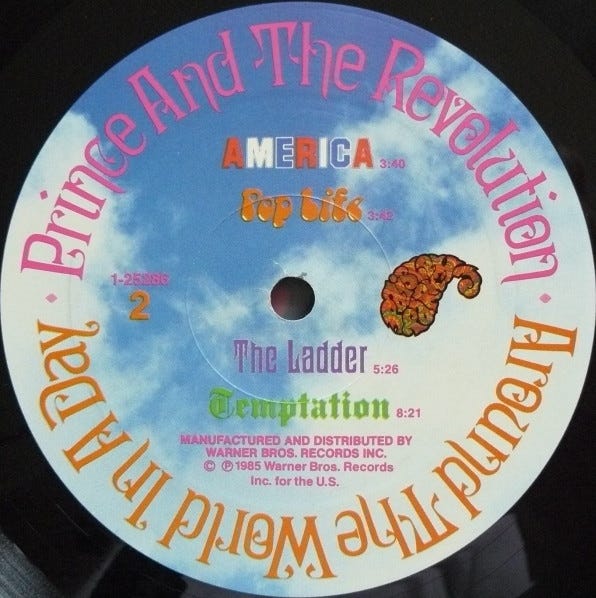 Prince And The Revolution
AMERICA 3:40
Pop Life 3:42
1-25286
2
The Ladder 5:26
Temptation 8:21
MANUFACTURED AND DISTRIBUTED BY
WARNER BROS. RECORDS INC.
© ℗ 1985 Warner Bros. Records
Inc. for the U.S.
· Around The World In A Day ·